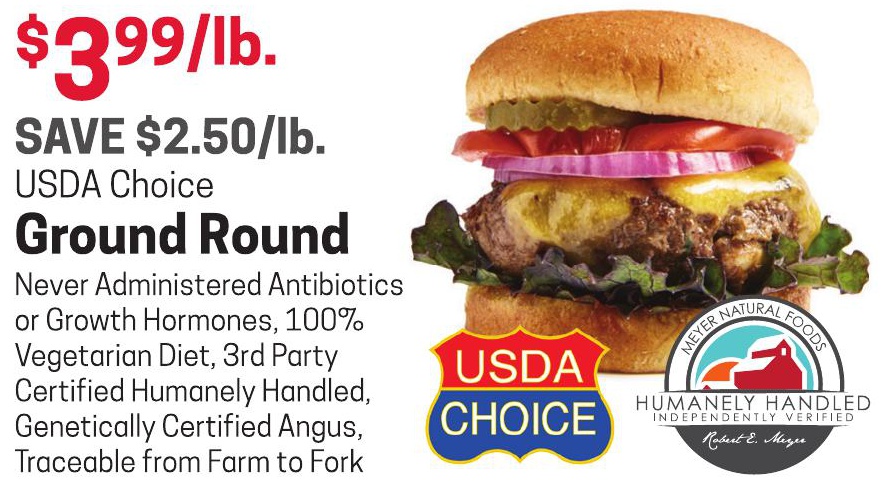 $3.99/lb.
SAVE $2.50/lb.
USDA Choice
Ground Round
Never Administered Antibiotics
or Growth Hormones, 100%
Vegetarian Diet, 3rd Party
Certified Humanely Handled,
Genetically Certified Angus,
Traceable from Farm to Fork
USDA
CHOICE
MEYER NATURAL FOODS
HUMANELY HANDLED
INDEPENDENTLY VERIFIED
Robert E. Meyer